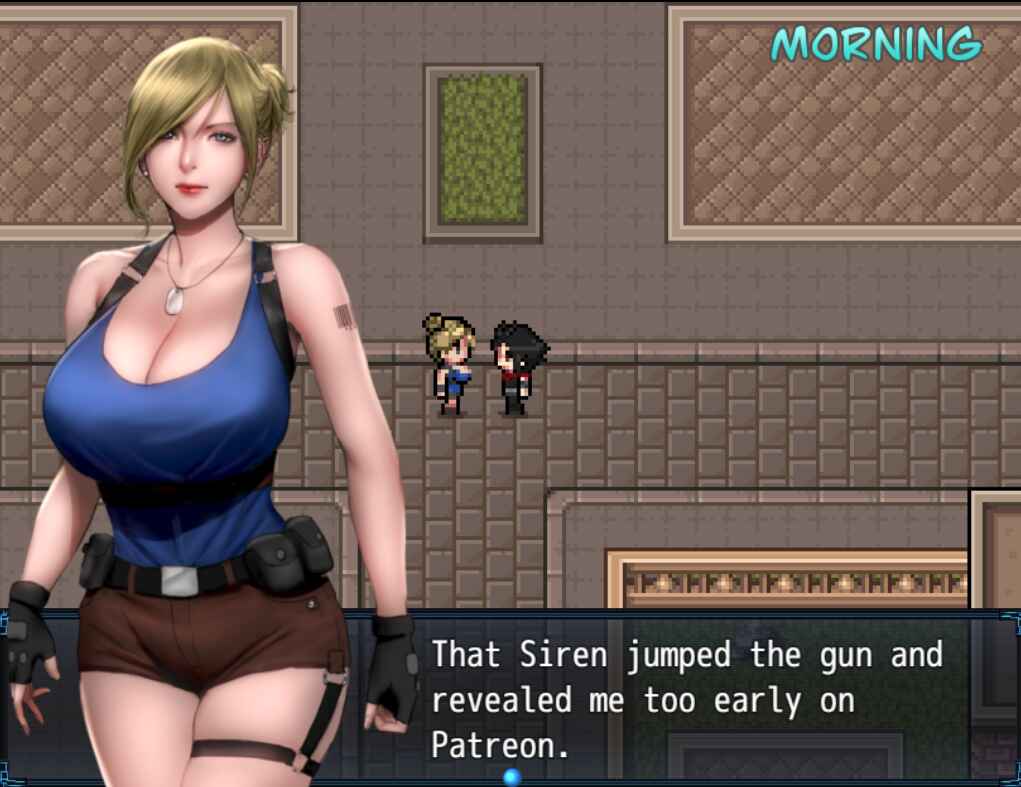 MORNING
That Siren jumped the gun and
revealed me too early on
Patreon.